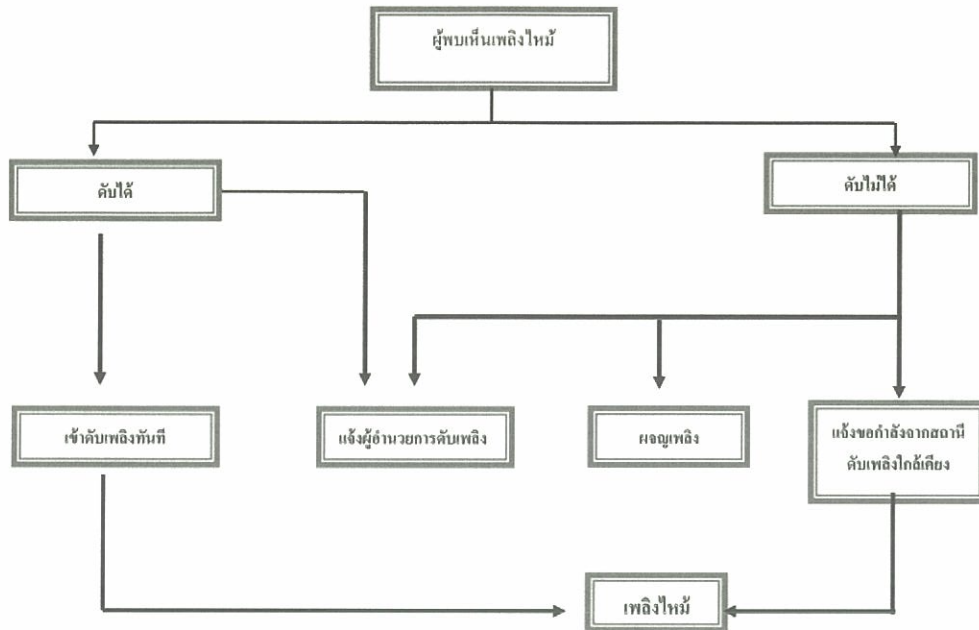 ผู้พบเห็นเพลิงไหม้
ดับได้
ดับไม่ได้
เข้าดับเพลิงทันที
แจ้งผู้อำนวยการดับเพลิง
ผจญเพลิง
แจ้งขอกำลังจากสถานี
ดับเพลิงใกล้เคียง
เพลิงไหม้